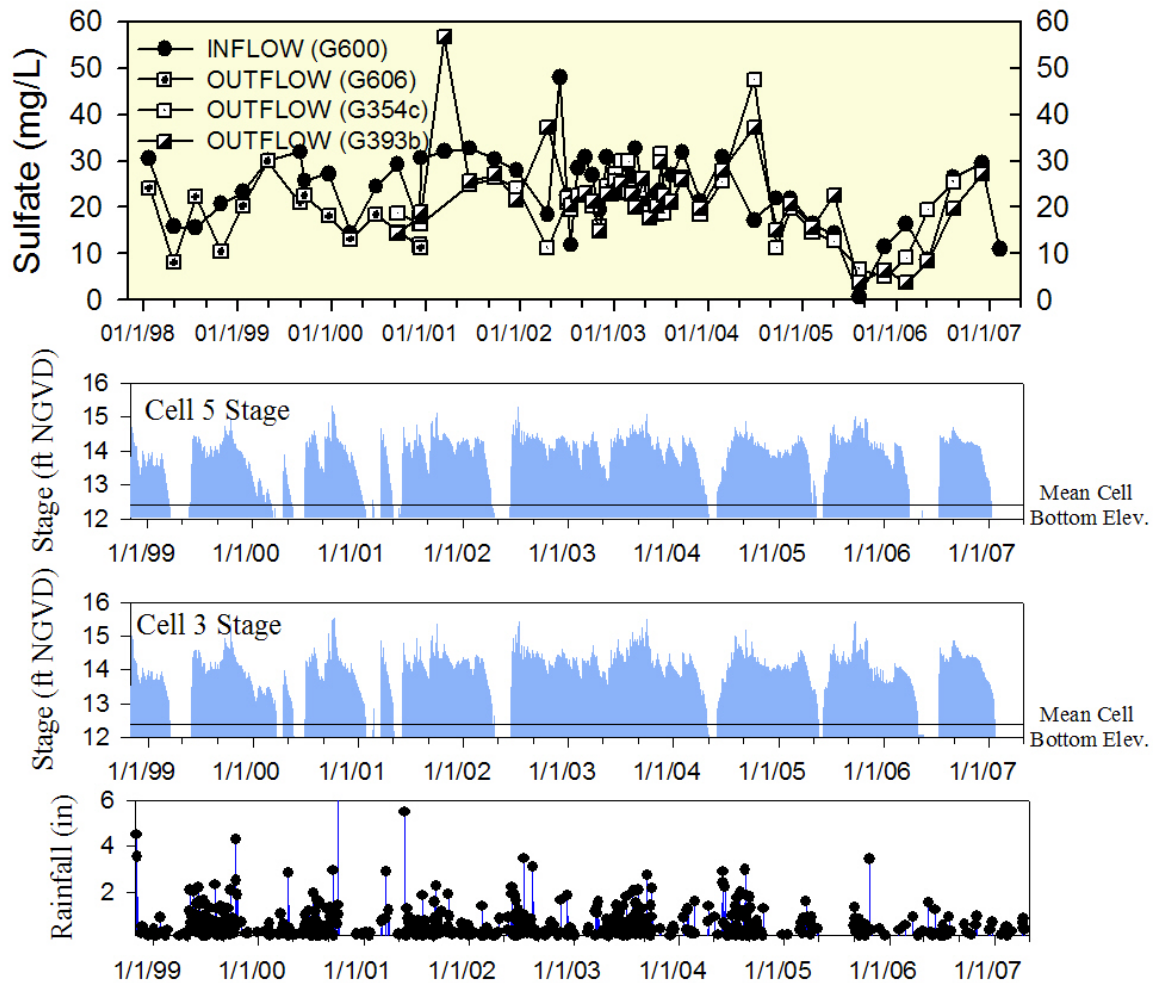 60
50
40
30
20
10
0
Sulfate (mg/L)
INFLOW (G600)
OUTFLOW (G606)
OUTFLOW (G354c)
OUTFLOW (G393b)
60
50
40
30
20
10
0
01/1/98 01/1/99 01/1/00 01/1/01 01/1/02 01/1/03 01/1/04 01/1/05 01/1/06 01/1/07
Stage (ft NGVD)
16
15
14
13
12
Cell 5 Stage
Mean Cell
Bottom Elev.
1/1/99 1/1/00 1/1/01 1/1/02 1/1/03 1/1/04 1/1/05 1/1/06 1/1/07
Stage (ft NGVD)
16
15
14
13
12
Cell 3 Stage
Mean Cell
Bottom Elev.
1/1/99 1/1/00 1/1/01 1/1/02 1/1/03 1/1/04 1/1/05 1/1/06 1/1/07
Rainfall (in)
6
4
2
1/1/99 1/1/00 1/1/01 1/1/02 1/1/03 1/1/04 1/1/05 1/1/06 1/1/07